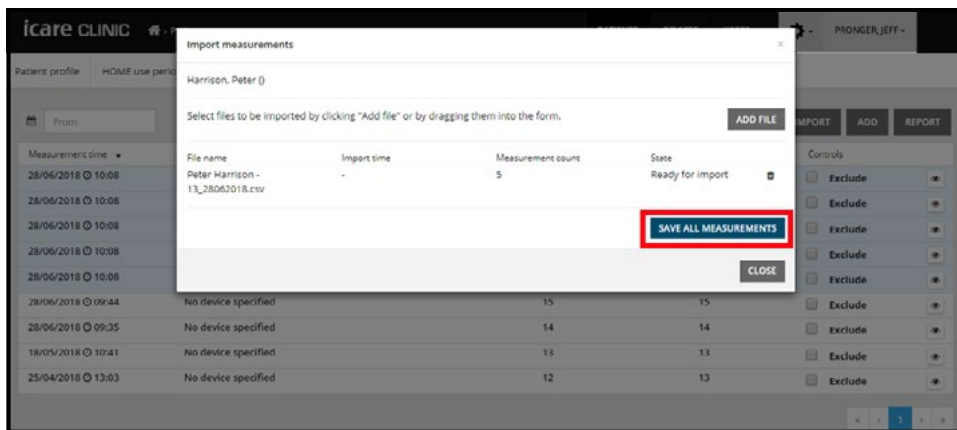 icare CLINIC
PRONGER, JEFF
Import measurements
Patient profile
HOME use perio
Harrison, Peter ()
Select files to be imported by clicking "Add file" or by dragging them into the form.
ADD FILE
From
IMPORT
ADD
REPORT
Measurement time
File name
Import time
Measurement count
State
Controls
Peter Harrison -
13_28062018.csv
-
5
Ready for import
28/06/2018 10:08
Exclude
28/06/2018 10:08
Exclude
28/06/2018 10:08
SAVE ALL MEASUREMENTS
Exclude
28/06/2018 10:08
Exclude
28/06/2018 10:08
CLOSE
Exclude
28/06/2018 09:44
No device specified
15
15
Exclude
28/06/2018 09:35
No device specified
14
14
Exclude
18/05/2018 10:41
No device specified
13
13
Exclude
25/04/2018 13:03
No device specified
12
13
Exclude
« ‹ 1 › »